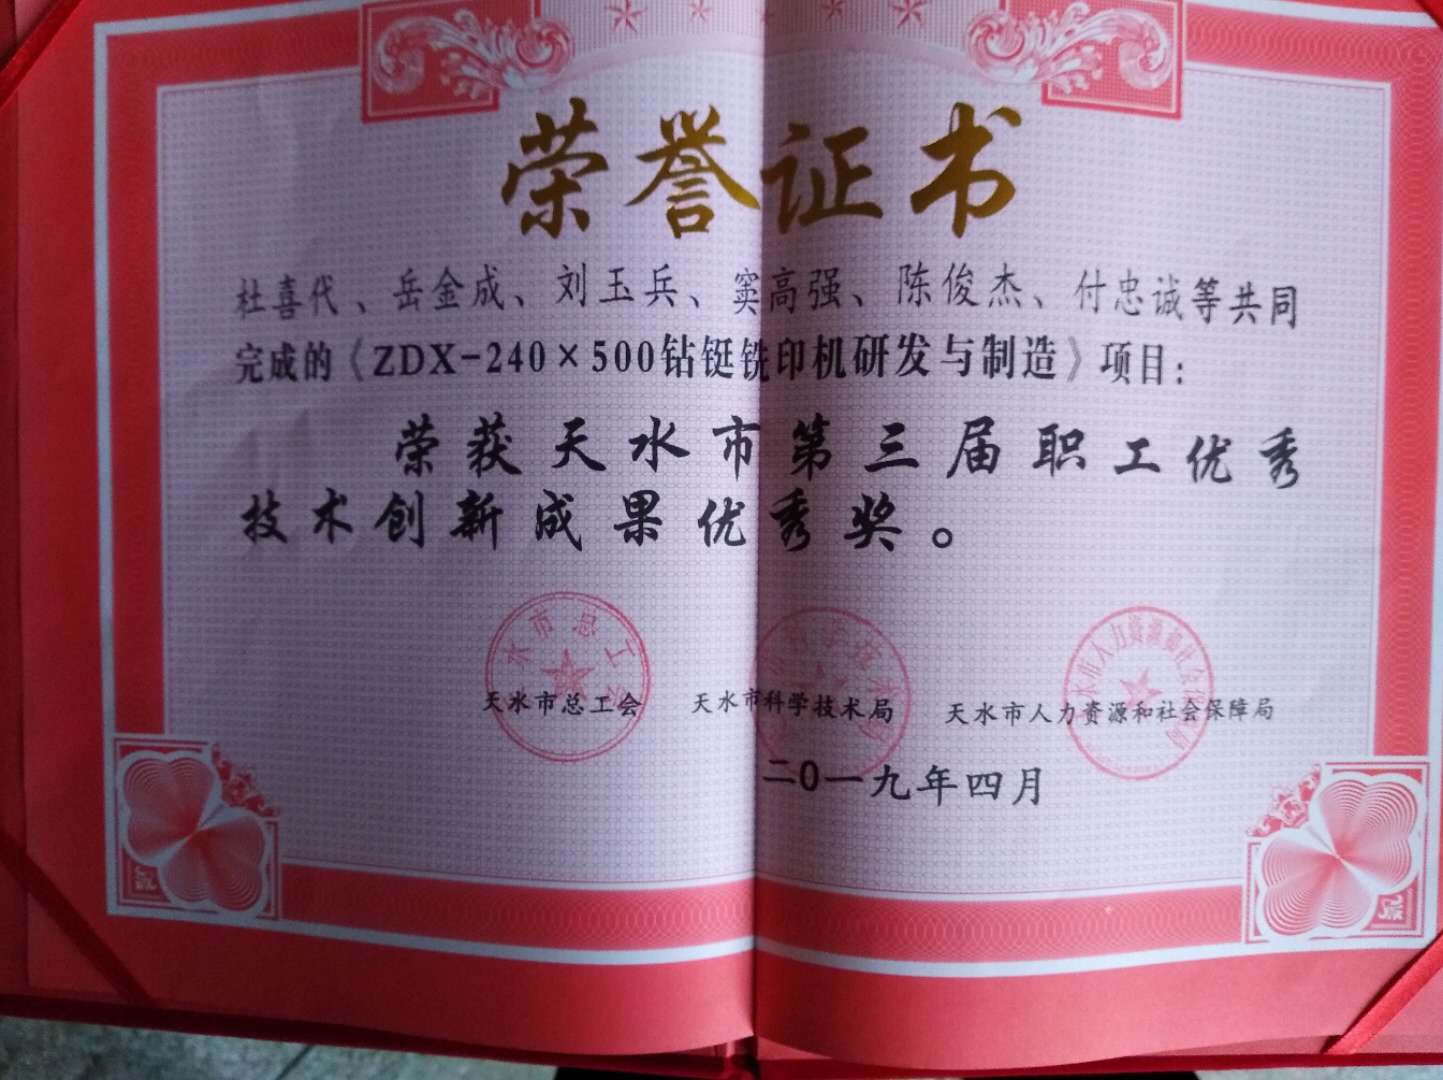 荣誉证书
杜喜代、岳金成、刘玉兵、窦高强、陈俊杰、付忠诚等共同
完成的《ZDX-240×500钻铤铣印机研发与制造》项目：
荣获天水市第三届职工优秀
技术创新成果优秀奖。
天水市总工会 天水市科学技术局 天水市人力资源和社会保障局
二0一九年四月